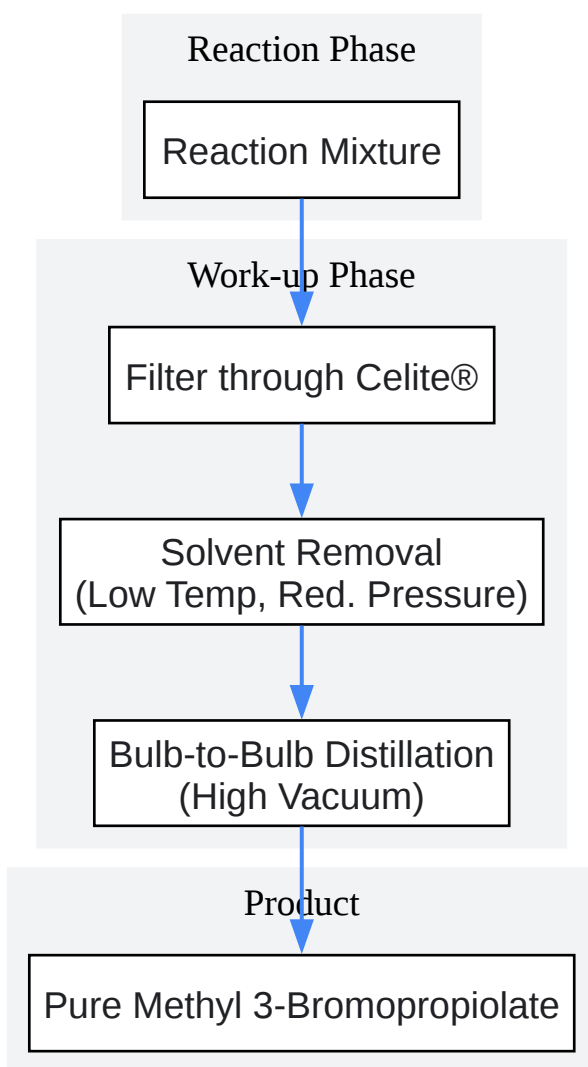 Reaction Phase
Reaction Mixture
Work-up Phase
Filter through Celite®
Solvent Removal
(Low Temp, Red. Pressure)
Bulb-to-Bulb Distillation
(High Vacuum)
Product
Pure Methyl 3-Bromopropiolate